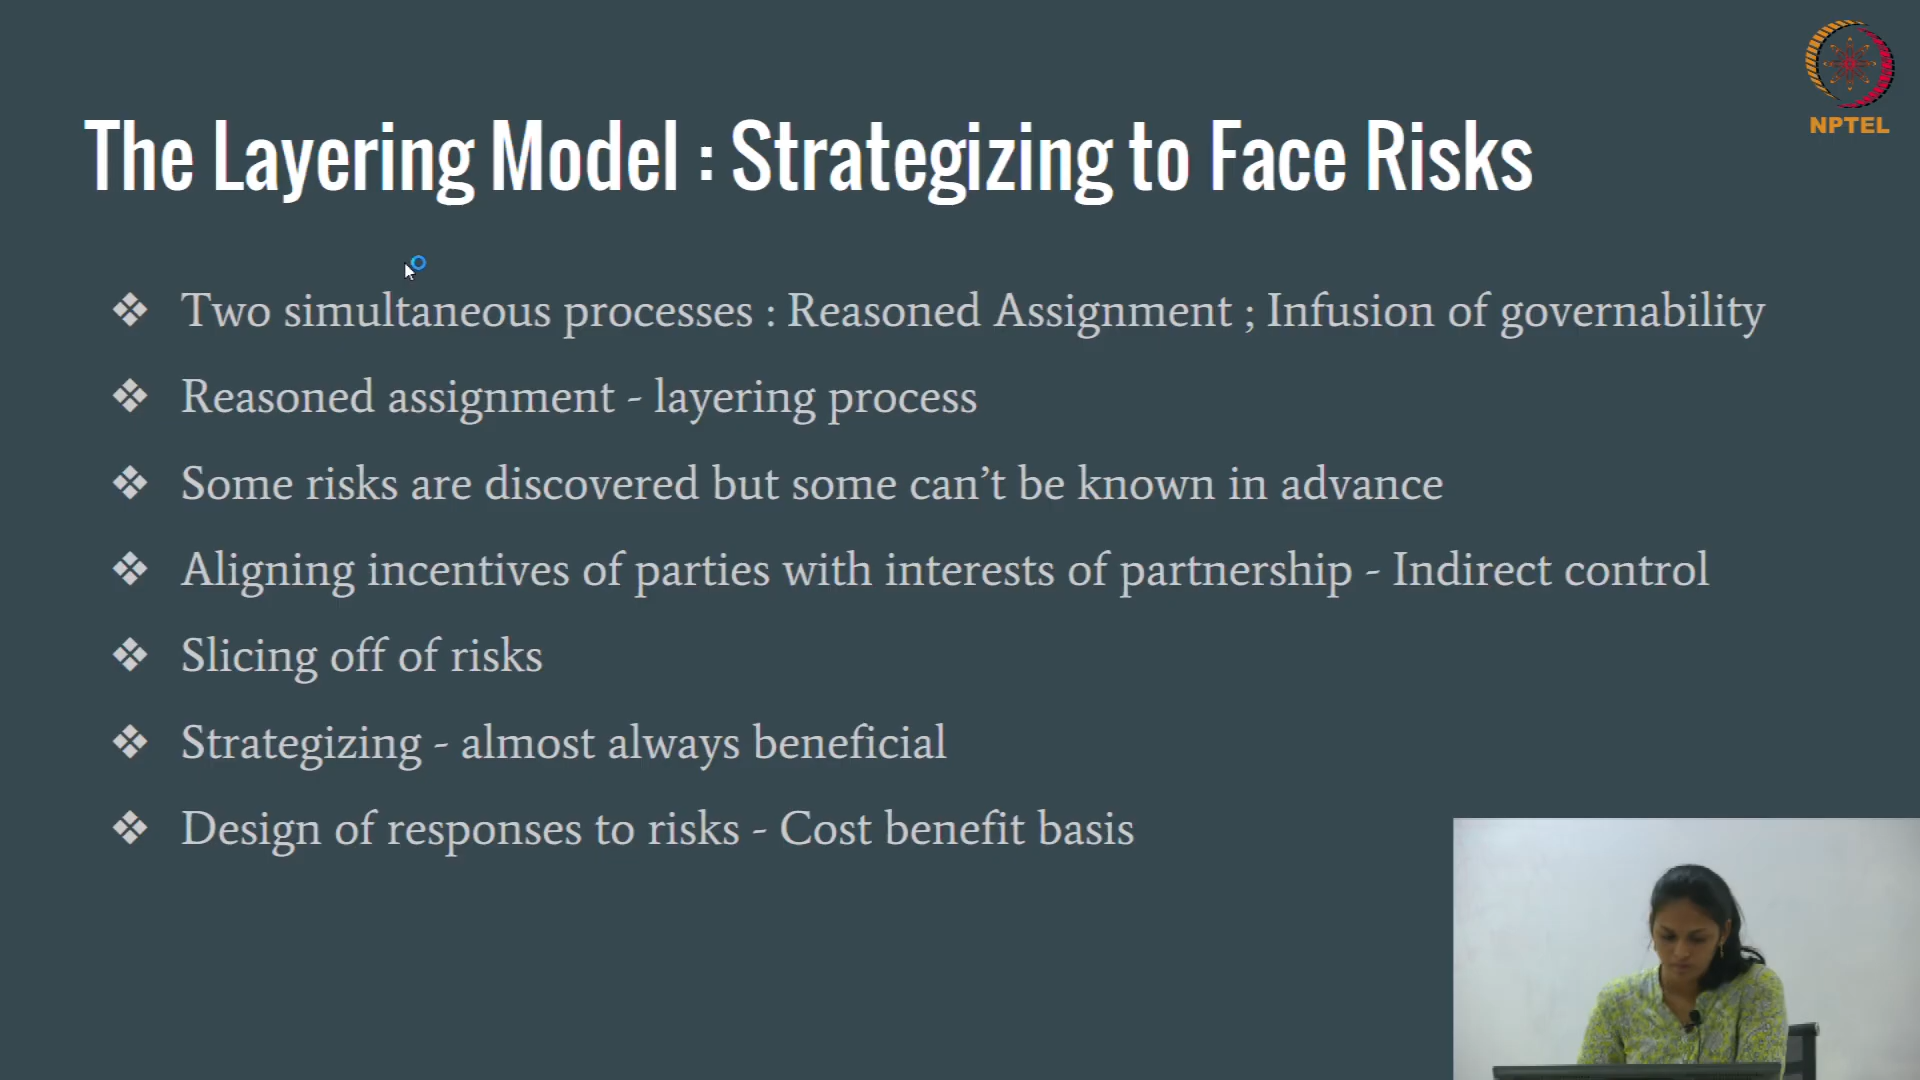 NPTEL
The Layering Model : Strategizing to Face Risks
❖ Two simultaneous processes : Reasoned Assignment ; Infusion of governability
❖ Reasoned assignment - layering process
❖ Some risks are discovered but some can’t be known in advance
❖ Aligning incentives of parties with interests of partnership - Indirect control
❖ Slicing off of risks
❖ Strategizing - almost always beneficial
❖ Design of responses to risks - Cost benefit basis